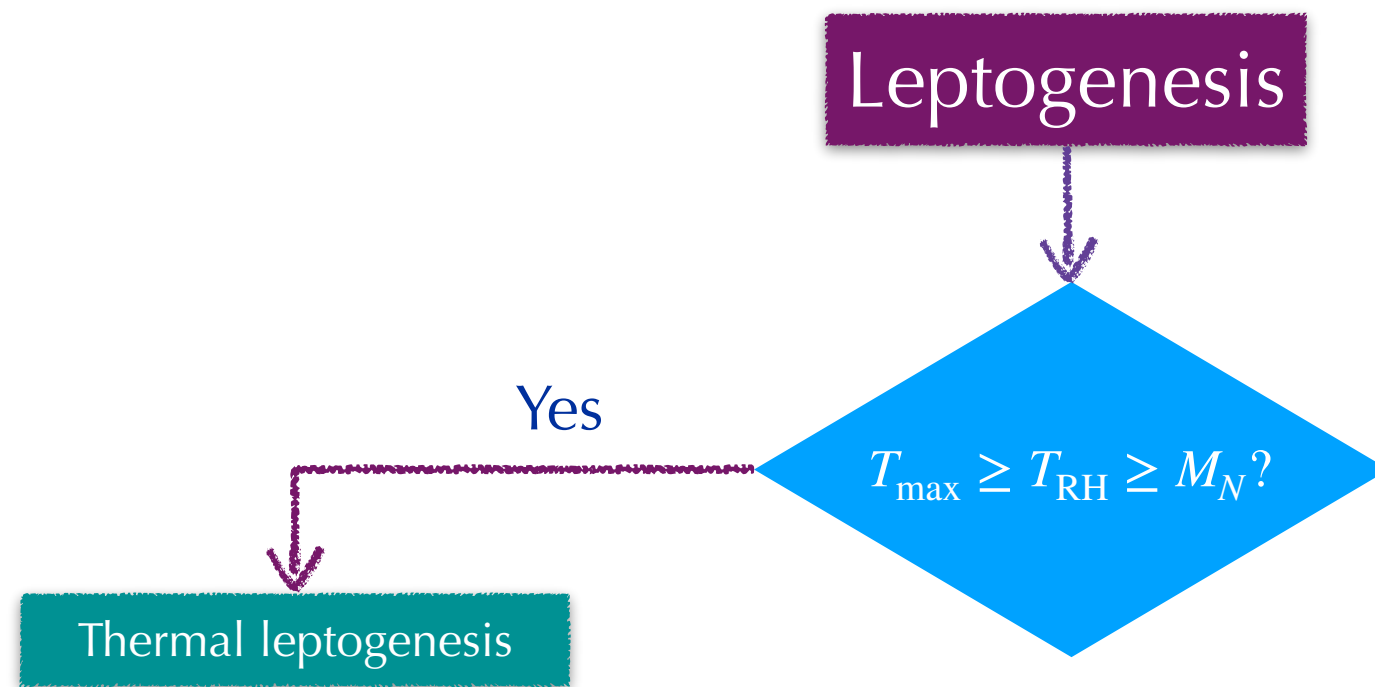 Leptogenesis
Yes
T_max ≥ T_RH ≥ M_N?
Thermal leptogenesis